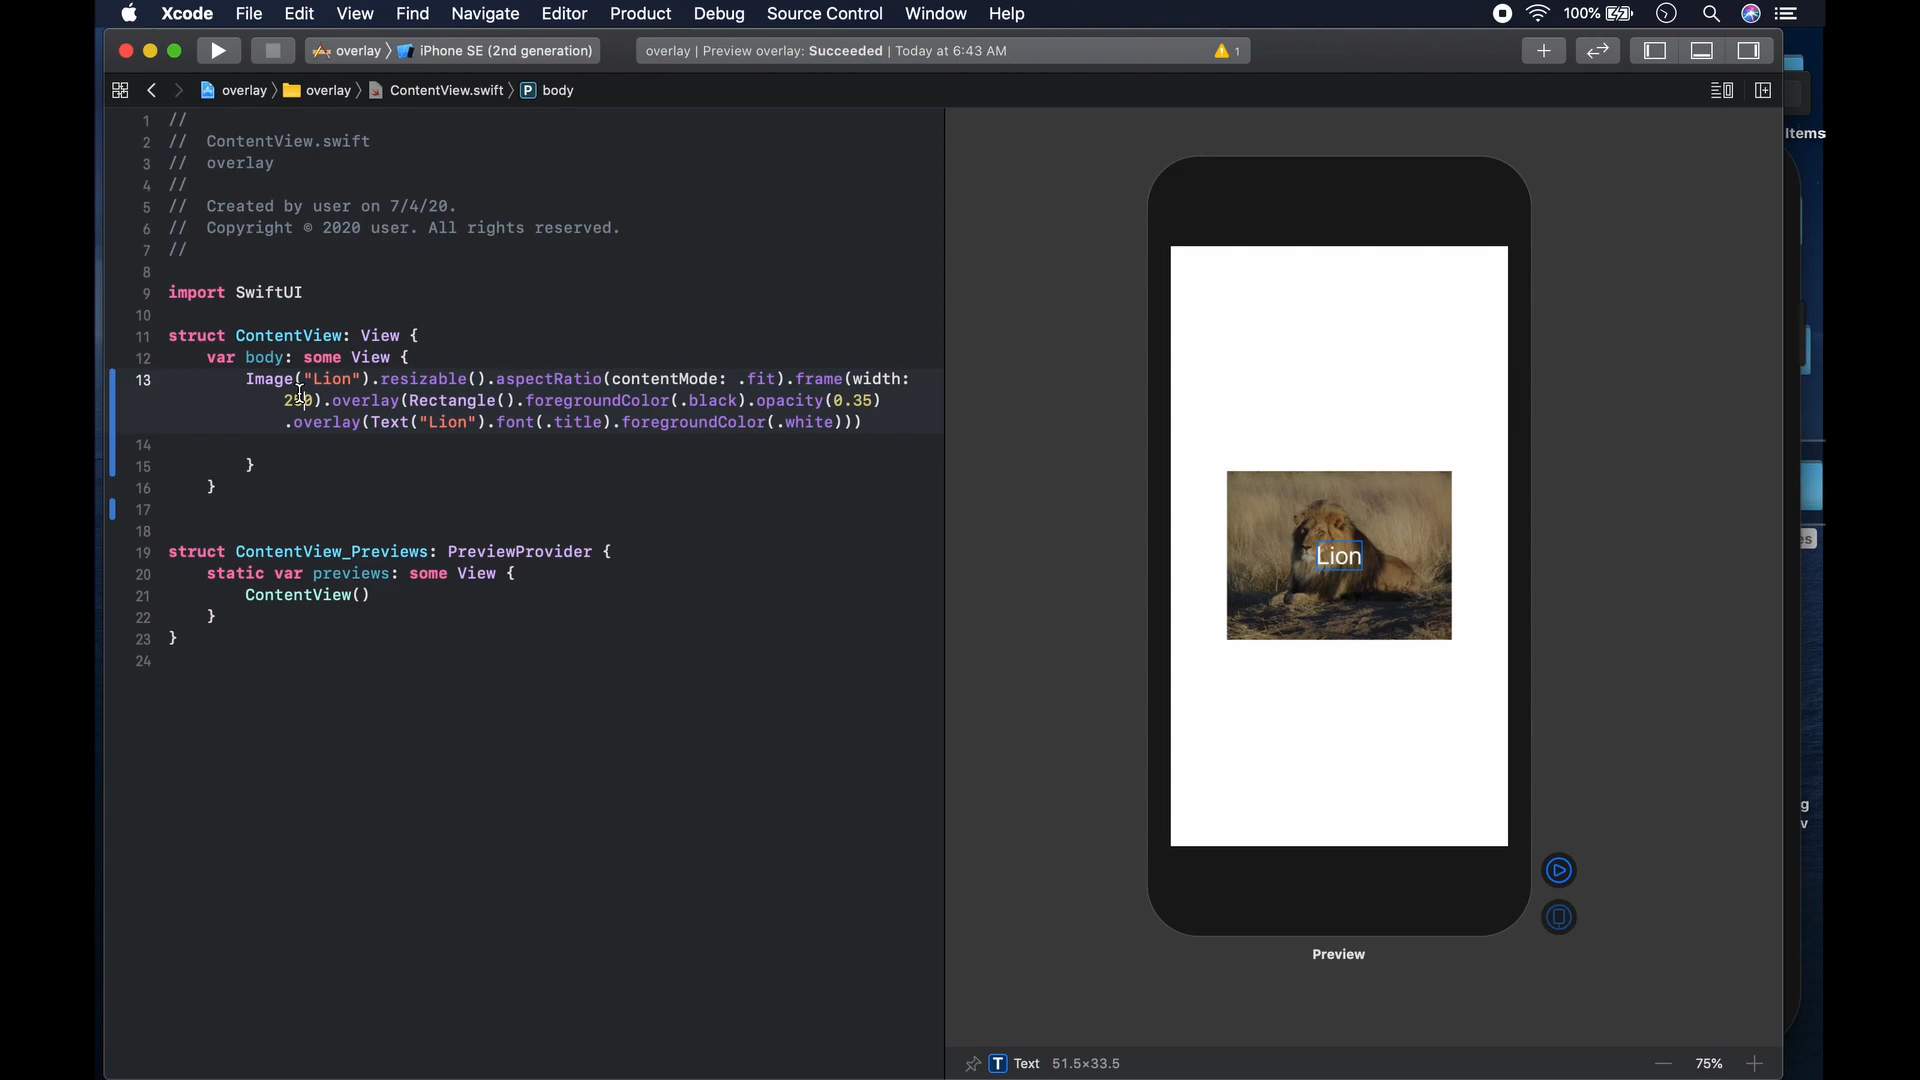 Xcode File Edit View Find Navigate Editor Product Debug Source Control Window Help 100%
overlay › iPhone SE (2nd generation) overlay | Preview overlay: Succeeded | Today at 6:43 AM 1
overlay › overlay › ContentView.swift › P body
Items
1 //
2 // ContentView.swift
3 // overlay
4 //
5 // Created by user on 7/4/20.
6 // Copyright © 2020 user. All rights reserved.
7 //
8
9 import SwiftUI
10
11 struct ContentView: View {
12 var body: some View {
13 Image("Lion").resizable().aspectRatio(contentMode: .fit).frame(width:
250).overlay(Rectangle().foregroundColor(.black).opacity(0.35)
.overlay(Text("Lion").font(.title).foregroundColor(.white)))
14
15 }
16 }
17
18
19 struct ContentView_Previews: PreviewProvider {
20 static var previews: some View {
21 ContentView()
22 }
23 }
24
Lion
es
g
v
Preview
T Text 51.5×33.5 75%